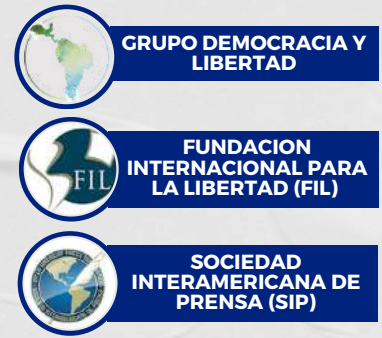 GRUPO DEMOCRACIA Y
LIBERTAD
FIL
FUNDACION
INTERNACIONAL PARA
LA LIBERTAD (FIL)
SOCIEDAD
INTERAMERICANA DE
PRENSA (SIP)